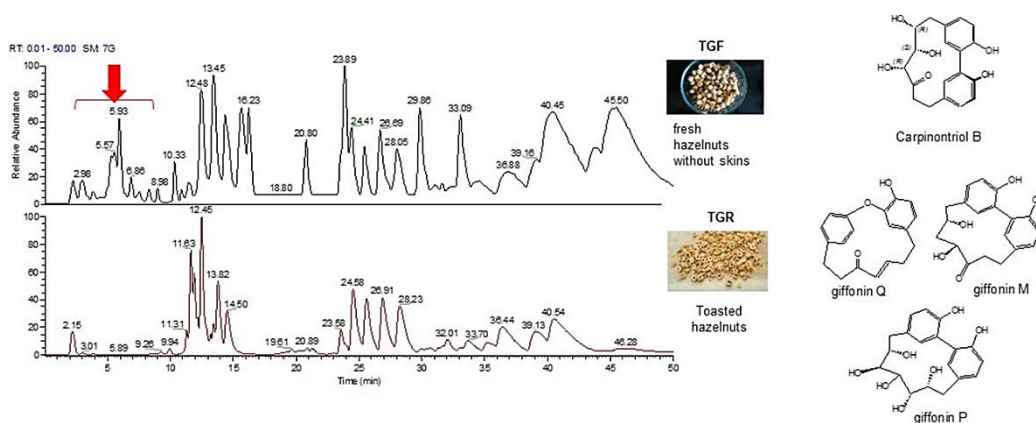 RT: 0.01 - 50.00 SM: 7G
Relative Abundance
100
80
60
40
20
0
2.98
5.57
5.93
6.86
8.98
10.33
12.48
13.45
16.23
18.80
20.80
23.89
24.41
26.69
28.05
29.86
33.09
36.88
39.16
40.45
45.50
TGF
fresh
hazelnuts
without skins
100
80
60
40
20
0
2.15
3.01
5.89
9.26
9.94
11.31
11.63
12.45
13.82
14.50
19.61
20.89
23.58
24.58
26.91
28.23
32.01
33.70
36.44
39.13
40.54
46.28
0
5
10
15
20
25
30
35
40
45
50
Time (min)
TGR
Toasted
hazelnuts
HO
(R)
HO
(S)
OH
HO
(R)
O
OH
OH
Carpinontriol B
HO
O
O
giffonin Q
OH
OH
HO
O
giffonin M
OH
OH
OH
HO
HO
HO
OH
giffonin P